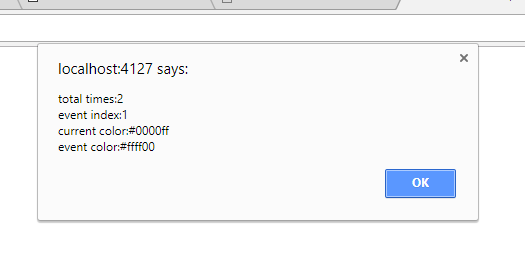 localhost:4127 says:
total times:2
event index:1
current color:#0000ff
event color:#ffff00
OK